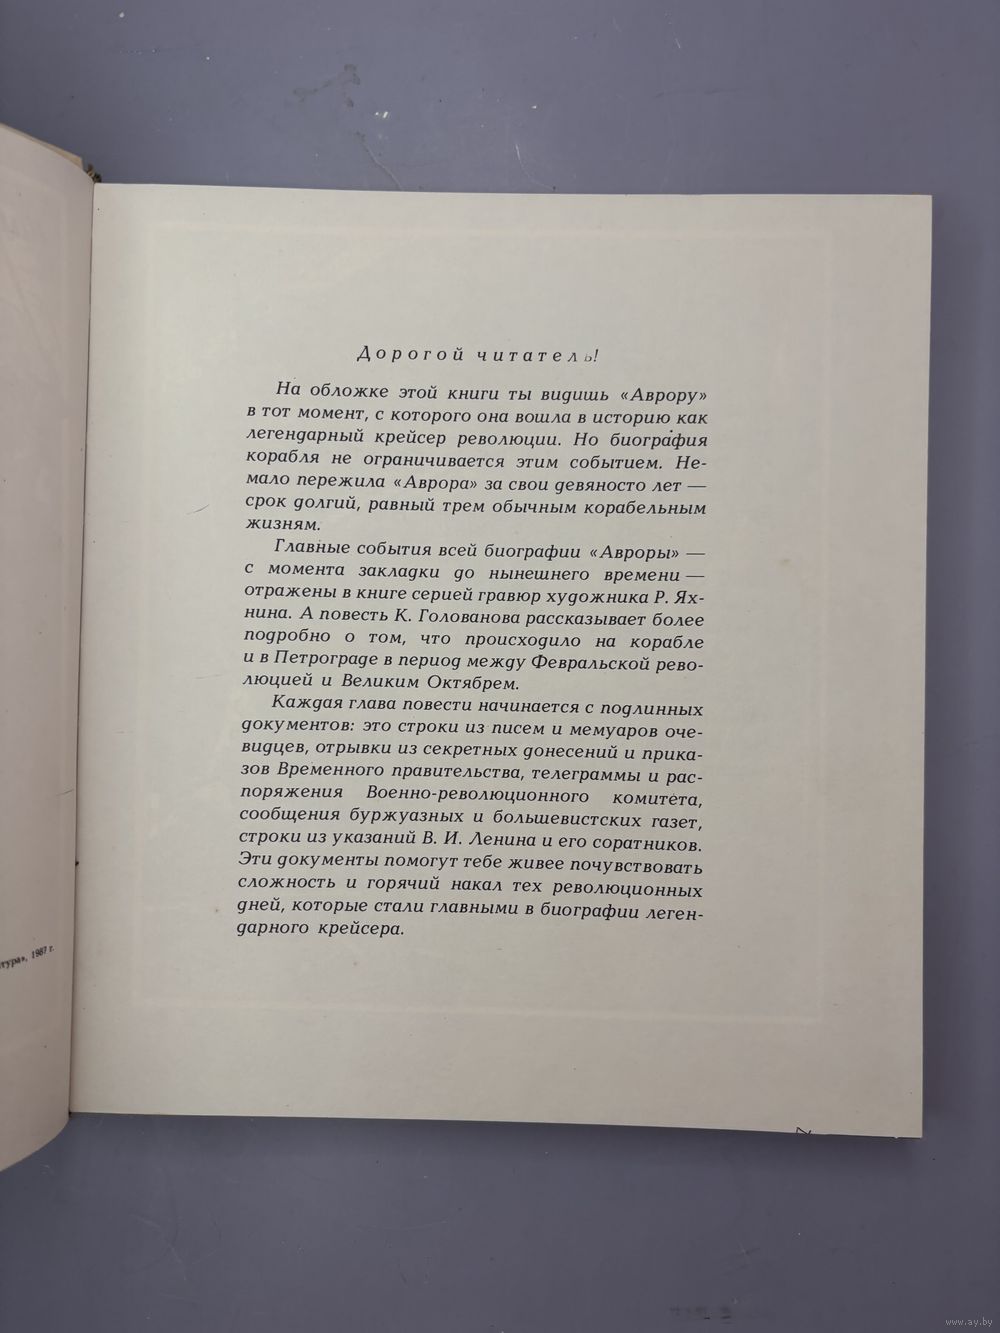 Дорогой читатель!
На обложке этой книги ты видишь «Аврору»
в тот момент, с которого она вошла в историю как
легендарный крейсер революции. Но биография
корабля не ограничивается этим событием. Не-
мало пережила «Аврора» за свои девяносто лет —
срок долгий, равный трем обычным корабельным
жизням.
Главные события всей биографии «Авроры» —
с момента закладки до нынешнего времени —
отражены в книге серией гравюр художника Р. Ях-
нина. А повесть К. Голованова рассказывает более
подробно о том, что происходило на корабле
и в Петрограде в период между Февральской рево-
люцией и Великим Октябрем.
Каждая глава повести начинается с подлинных
документов: это строки из писем и мемуаров оче-
видцев, отрывки из секретных донесений и прика-
зов Временного правительства, телеграммы и рас-
поряжения Военно-революционного комитета,
сообщения буржуазных и большевистских газет,
строки из указаний В. И. Ленина и его соратников.
Эти документы помогут тебе живее почувствовать
сложность и горячий накал тех революционных
дней, которые стали главными в биографии леген-
дарного крейсера.
тура», 1987 г.
www.ay.by